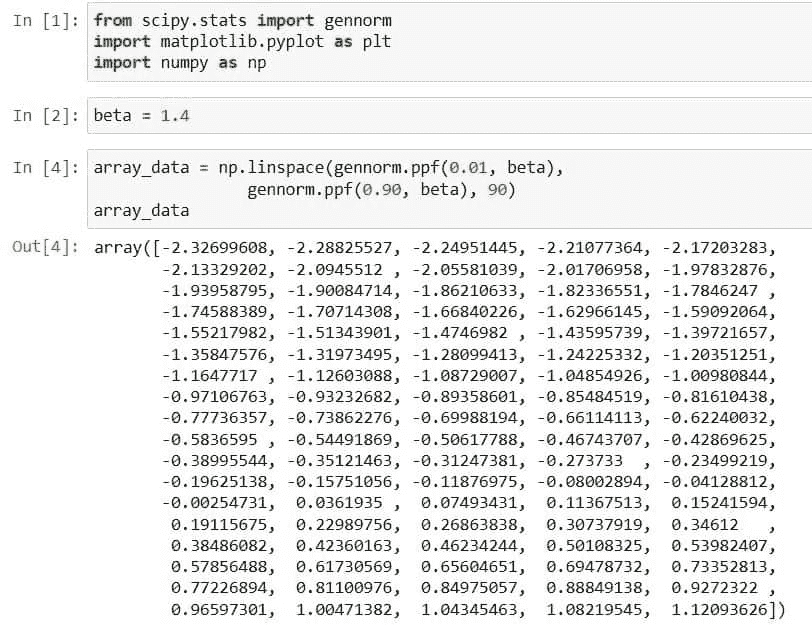 In [1]: from scipy.stats import gennorm
import matplotlib.pyplot as plt
import numpy as np
In [2]: beta = 1.4
In [4]: array_data = np.linspace(gennorm.ppf(0.01, beta),
gennorm.ppf(0.90, beta), 90)
array_data
Out[4]: array([-2.32699608, -2.28825527, -2.24951445, -2.21077364, -2.17203283,
-2.13329202, -2.0945512 , -2.05581039, -2.01706958, -1.97832876,
-1.93958795, -1.90084714, -1.86210633, -1.82336551, -1.7846247 ,
-1.74588389, -1.70714308, -1.66840226, -1.62966145, -1.59092064,
-1.55217982, -1.51343901, -1.4746982 , -1.43595739, -1.39721657,
-1.35847576, -1.31973495, -1.28099413, -1.24225332, -1.20351251,
-1.1647717 , -1.12603088, -1.08729007, -1.04854926, -1.00980844,
-0.97106763, -0.93232682, -0.89358601, -0.85484519, -0.81610438,
-0.77736357, -0.73862276, -0.69988194, -0.66114113, -0.62240032,
-0.5836595 , -0.54491869, -0.50617788, -0.46743707, -0.42869625,
-0.38995544, -0.35121463, -0.31247381, -0.273733  , -0.23499219,
-0.19625138, -0.15751056, -0.11876975, -0.08002894, -0.04128812,
-0.00254731,  0.0361935 ,  0.07493431,  0.11367513,  0.15241594,
0.19115675,  0.22989756,  0.26863838,  0.30737919,  0.34612   ,
0.38486082,  0.42360163,  0.46234244,  0.50108325,  0.53982407,
0.57856488,  0.61730569,  0.65604651,  0.69478732,  0.73352813,
0.77226894,  0.81100976,  0.84975057,  0.88849138,  0.9272322 ,
0.96597301,  1.00471382,  1.04345463,  1.08219545,  1.12093626])